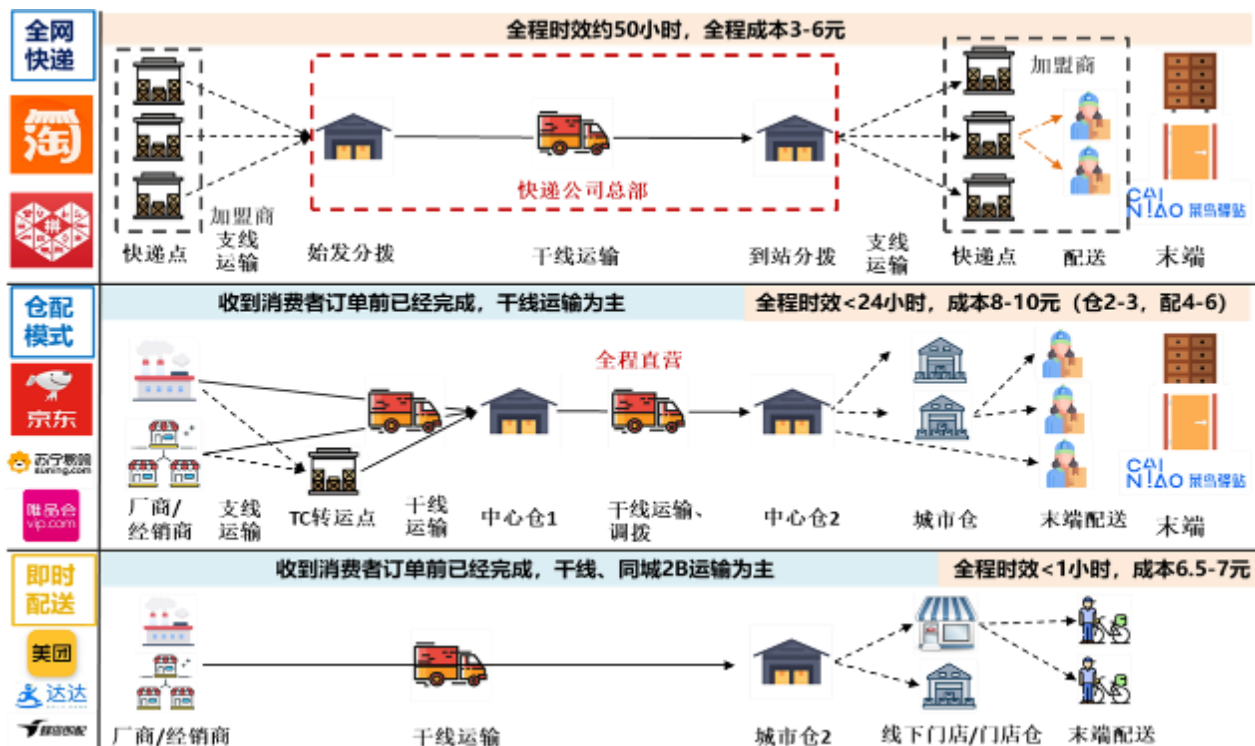 全网
快递
全程时效约50小时，全程成本3-6元
淘
拼
加盟商
快递公司总部
加盟商
CAI
NIAO 菜鸟驿站
快递点
支线
运输
始发分拨
干线运输
到站分拨
支线
运输
快递点
配送
末端
仓配
模式
收到消费者订单前已经完成，干线运输为主
全程时效<24小时，成本8-10元（仓2-3，配4-6）
京东
苏宁易购
suning.com
唯品会
vip.com
全程直营
CAI
NIAO 菜鸟驿站
厂商/
经销商
支线
运输
TC转运点
干线
运输
中心仓1
干线运输、
调拨
中心仓2
城市仓
末端配送
末端
即时
配送
收到消费者订单前已经完成，干线、同城2B运输为主
全程时效<1小时，成本6.5-7元
美团
达达
厂商/经销商
干线运输
城市仓2
线下门店/门店仓
末端配送